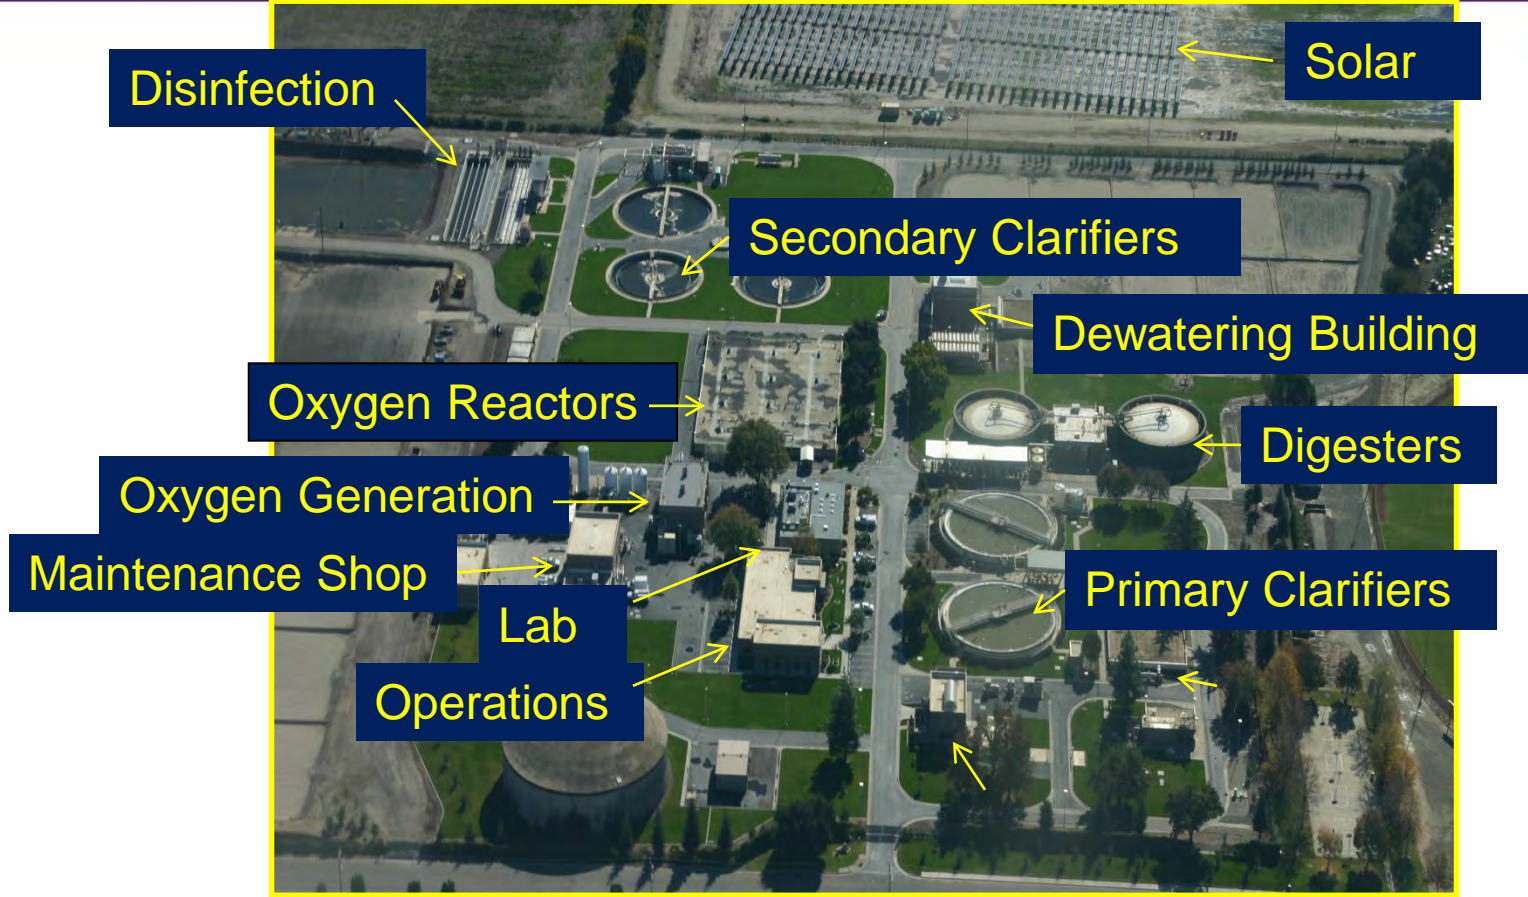 Disinfection
Solar
Secondary Clarifiers
Dewatering Building
Oxygen Reactors
Digesters
Oxygen Generation
Maintenance Shop
Primary Clarifiers
Lab
Operations